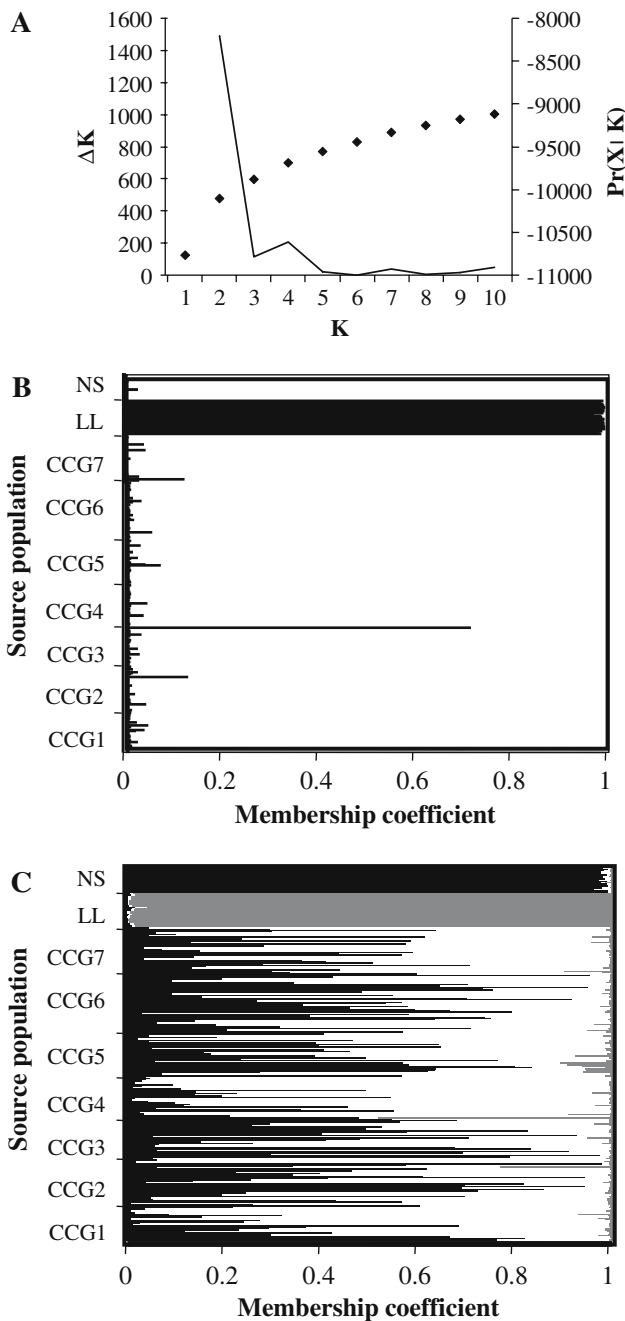 A
1600
1400
1200
1000
800
600
400
200
0
ΔK
-8000
-8500
-9000
-9500
-10000
-10500
-11000
Pr(X| K)
1 2 3 4 5 6 7 8 9 10
K
B
NS
LL
CCG7
CCG6
CCG5
CCG4
CCG3
CCG2
CCG1
Source population
0 0.2 0.4 0.6 0.8 1
Membership coefficient
C
NS
LL
CCG7
CCG6
CCG5
CCG4
CCG3
CCG2
CCG1
Source population
0 0.2 0.4 0.6 0.8 1
Membership coefficient